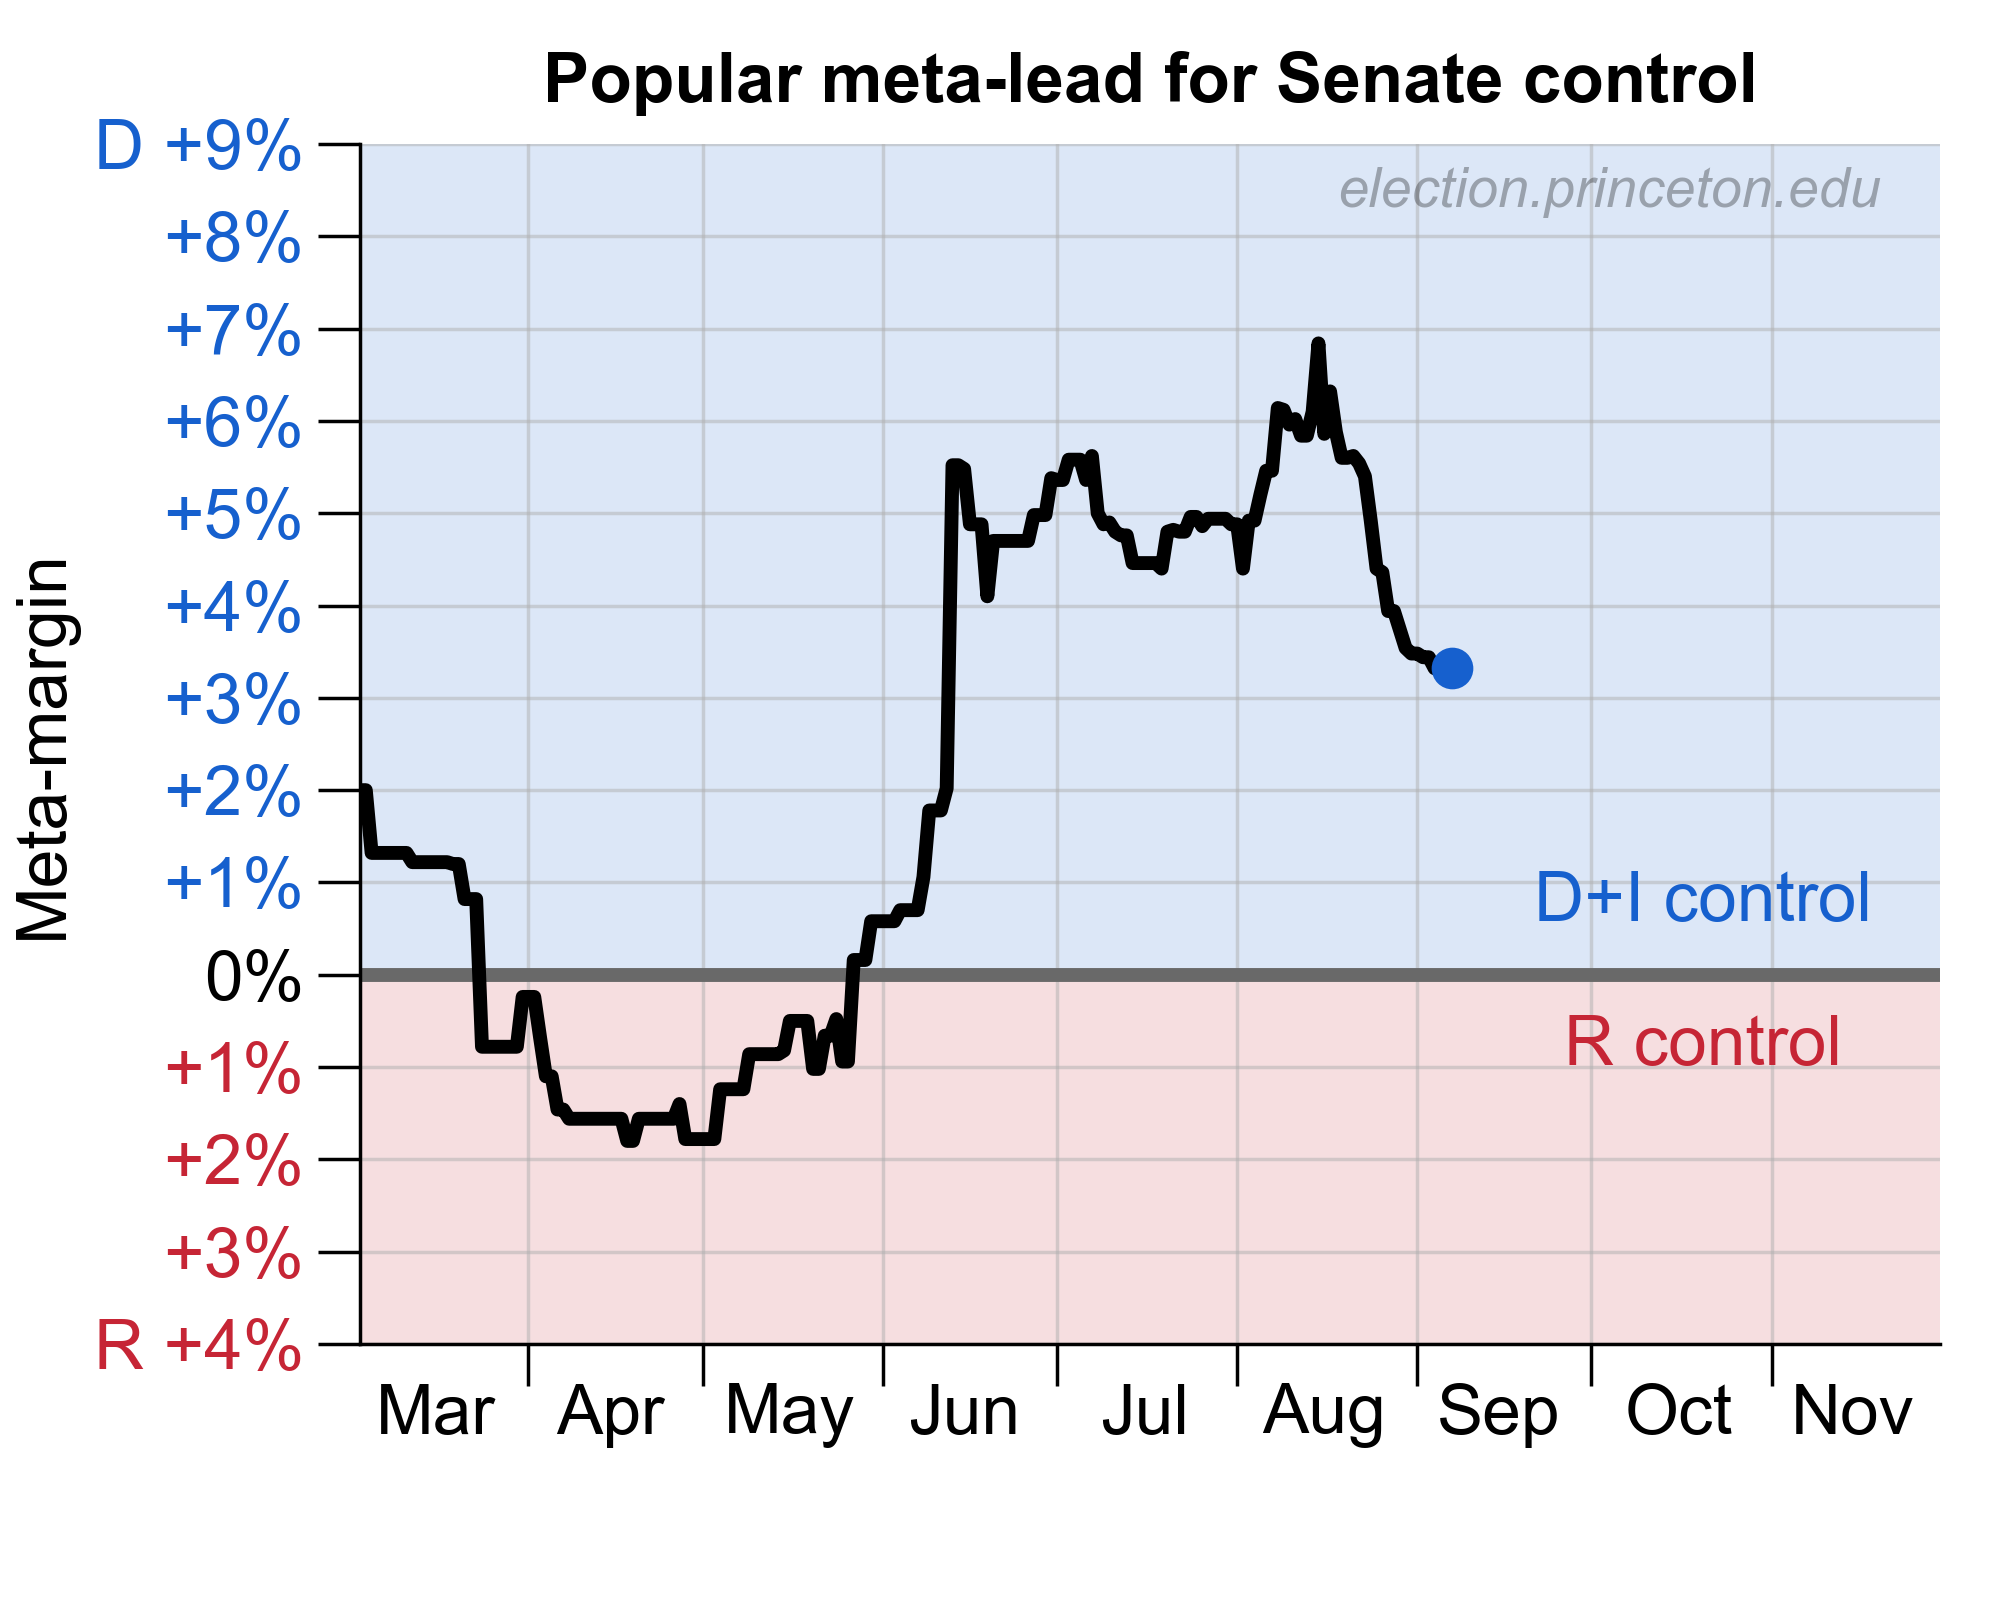 Popular meta-lead for Senate control
D +9%
election.princeton.edu
+8%
+7%
+6%
+5%
+4%
+3%
+2%
+1%
D+I control
0%
R control
+1%
+2%
+3%
R +4%
Meta-margin
Mar Apr May Jun Jul Aug Sep Oct Nov